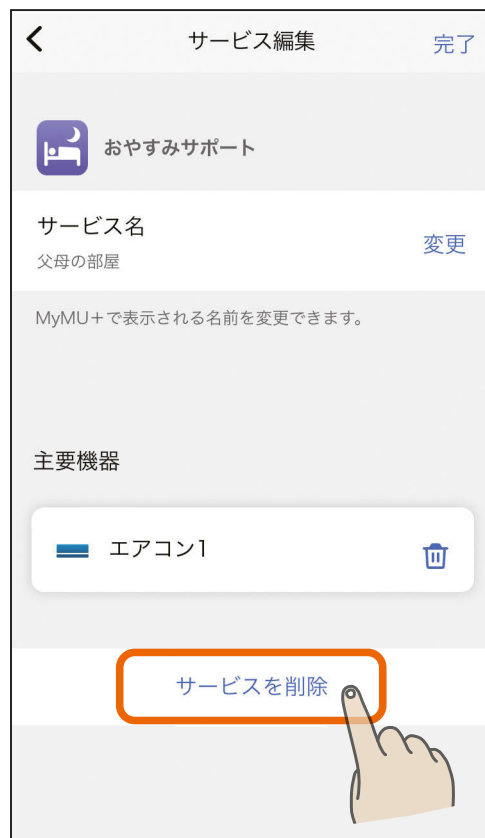 サービス編集
完了
おやすみサポート
サービス名
変更
父母の部屋
MyMU+で表示される名前を変更できます。
主要機器
エアコン1
サービスを削除